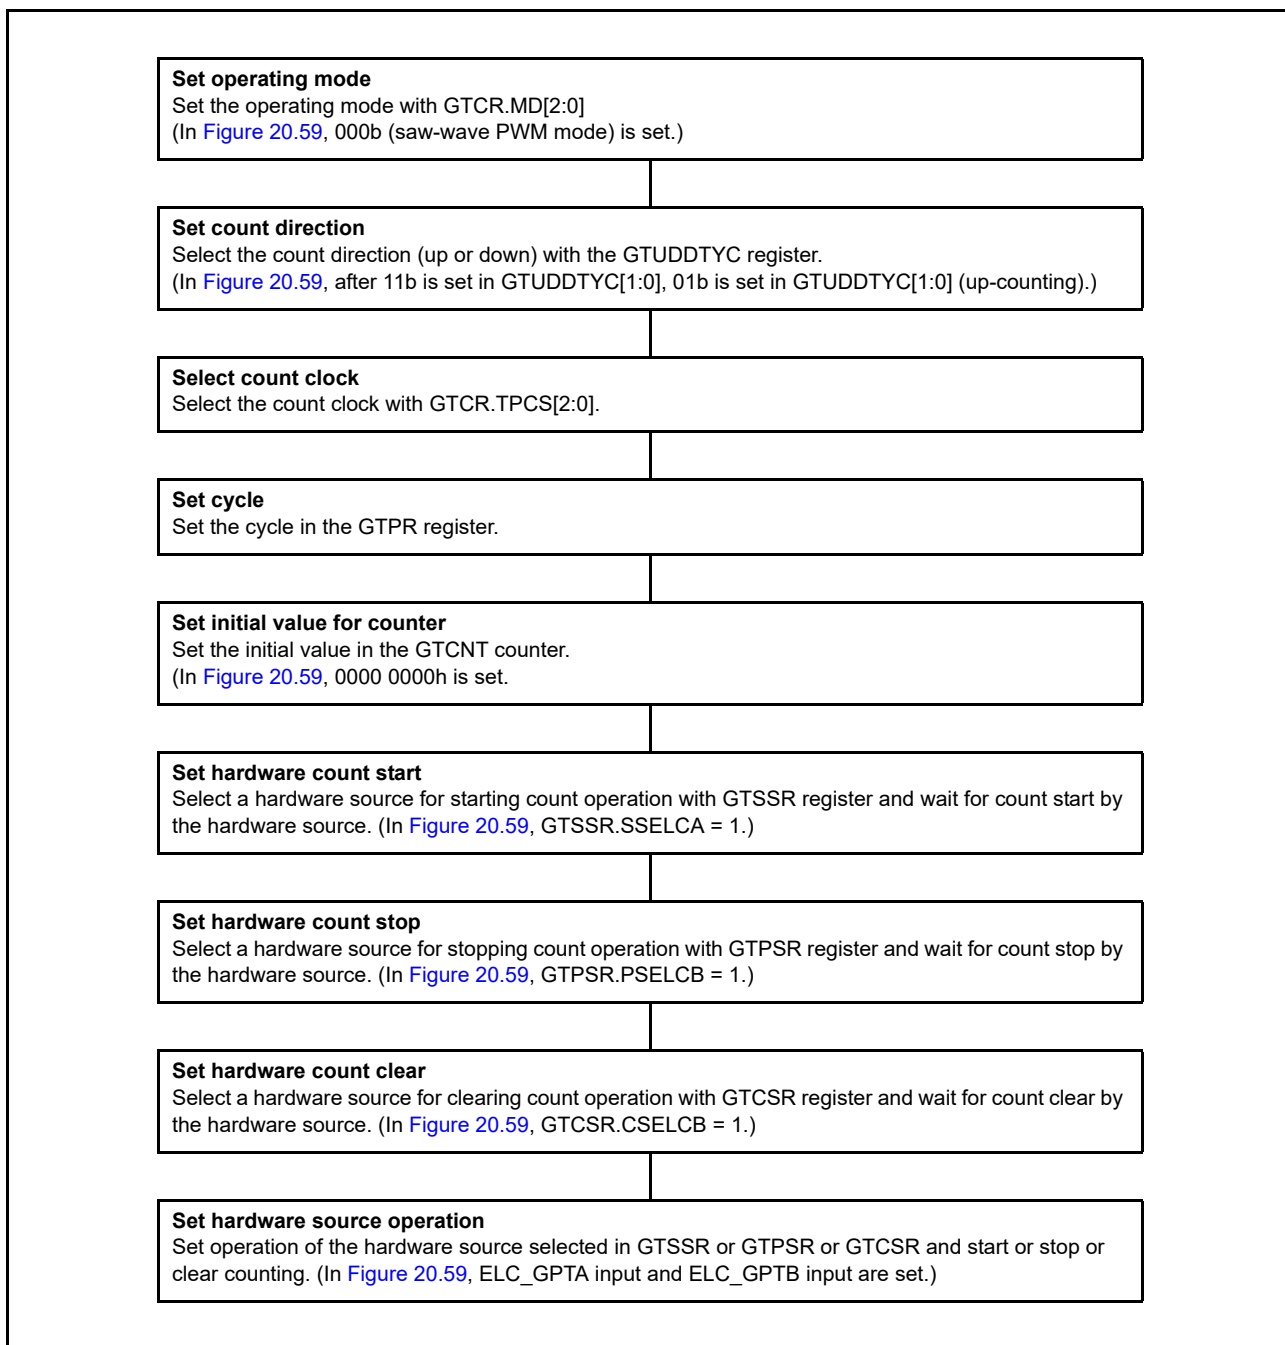 Set operating mode
Set the operating mode with GTCR.MD[2:0]
(In Figure 20.59, 000b (saw-wave PWM mode) is set.)
Set count direction
Select the count direction (up or down) with the GTUDDTYC register.
(In Figure 20.59, after 11b is set in GTUDDTYC[1:0], 01b is set in GTUDDTYC[1:0] (up-counting).)
Select count clock
Select the count clock with GTCR.TPCS[2:0].
Set cycle
Set the cycle in the GTPR register.
Set initial value for counter
Set the initial value in the GTCNT counter.
(In Figure 20.59, 0000 0000h is set.
Set hardware count start
Select a hardware source for starting count operation with GTSSR register and wait for count start by
the hardware source. (In Figure 20.59, GTSSR.SSELCA = 1.)
Set hardware count stop
Select a hardware source for stopping count operation with GTPSR register and wait for count stop by
the hardware source. (In Figure 20.59, GTPSR.PSELCB = 1.)
Set hardware count clear
Select a hardware source for clearing count operation with GTCSR register and wait for count clear by
the hardware source. (In Figure 20.59, GTCSR.CSELCB = 1.)
Set hardware source operation
Set operation of the hardware source selected in GTSSR or GTPSR or GTCSR and start or stop or
clear counting. (In Figure 20.59, ELC_GPTA input and ELC_GPTB input are set.)